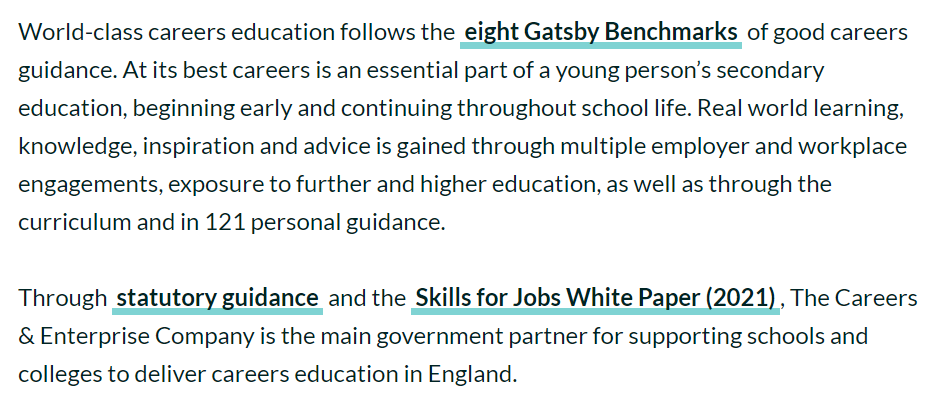 World-class careers education follows the eight Gatsby Benchmarks of good careers
guidance. At its best careers is an essential part of a young person’s secondary
education, beginning early and continuing throughout school life. Real world learning,
knowledge, inspiration and advice is gained through multiple employer and workplace
engagements, exposure to further and higher education, as well as through the
curriculum and in 121 personal guidance.
Through statutory guidance and the Skills for Jobs White Paper (2021), The Careers
& Enterprise Company is the main government partner for supporting schools and
colleges to deliver careers education in England.